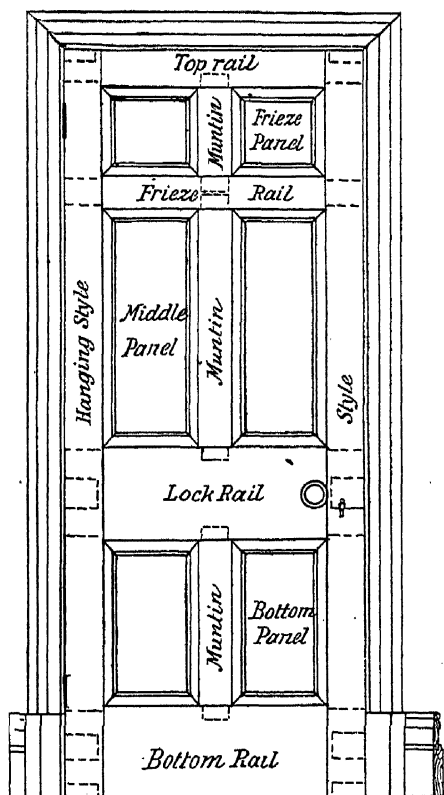 Top rail
Muntin
Frieze
Panel
Frieze Rail
Hanging Style
Middle
Panel
Muntin
Style
Lock Rail
Muntin
Bottom
Panel
Bottom Rail